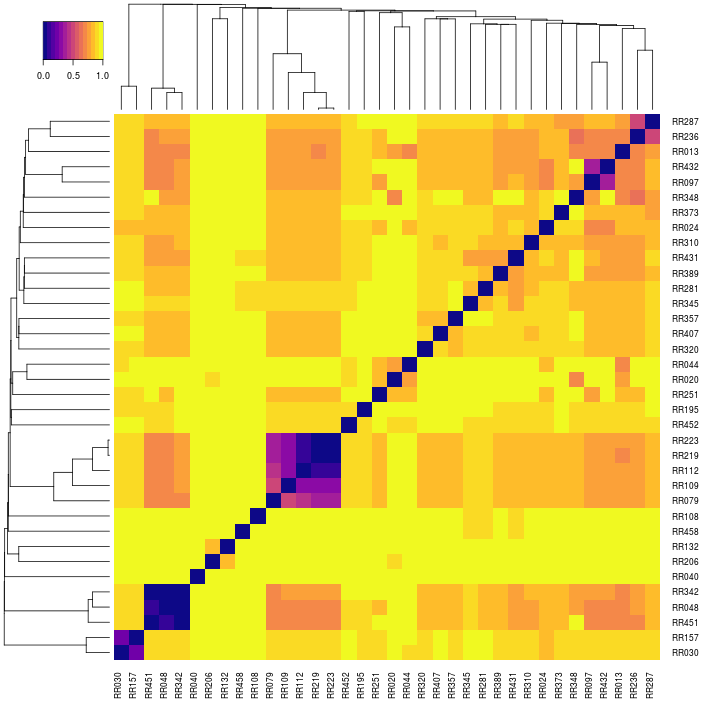 0.0 0.5 1.0
RR287
RR236
RR013
RR432
RR097
RR348
RR373
RR024
RR310
RR431
RR389
RR281
RR345
RR357
RR407
RR320
RR044
RR020
RR251
RR195
RR452
RR223
RR219
RR112
RR109
RR079
RR108
RR458
RR132
RR206
RR040
RR342
RR048
RR451
RR157
RR030
RR030
RR157
RR451
RR048
RR342
RR040
RR206
RR132
RR458
RR108
RR079
RR109
RR112
RR219
RR223
RR452
RR195
RR251
RR020
RR044
RR320
RR407
RR357
RR345
RR281
RR389
RR431
RR310
RR024
RR373
RR348
RR097
RR432
RR013
RR236
RR287